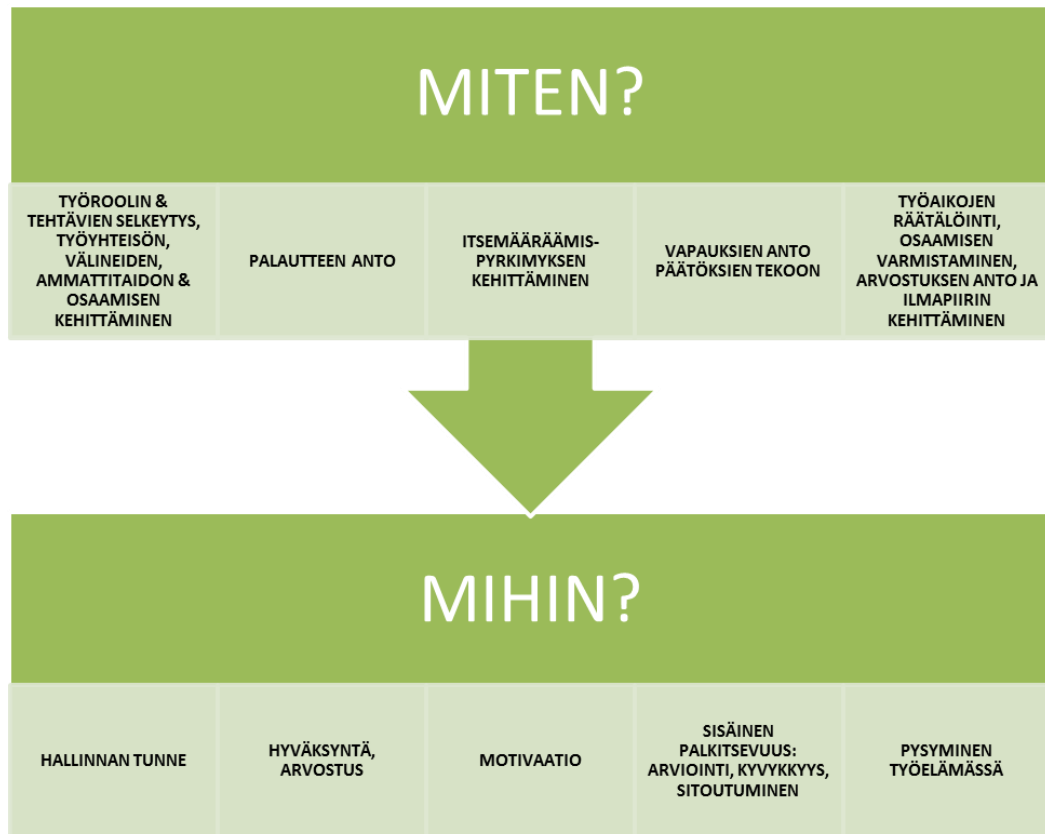 MITEN?
TYÖROOLIN &
TEHTÄVIEN SELKEYTYS,
TYÖYHTEISÖN,
VÄLINEIDEN,
AMMATTITAIDON &
OSAAMISEN
KEHITTÄMINEN
PALAUTTEEN ANTO
ITSEMÄÄRÄÄMIS-
PYRKIMYKSEN
KEHITTÄMINEN
VAPAUKSIEN ANTO
PÄÄTÖKSIEN TEKOON
TYÖAIKOJEN
RÄÄTÄLÖINTI,
OSAAMISEN
VARMISTAMINEN,
ARVOSTUKSEN ANTO JA
ILMAPIIRIN
KEHITTÄMINEN
MIHIN?
HALLINNAN TUNNE
HYVÄKSYNTÄ,
ARVOSTUS
MOTIVAATIO
SISÄINEN
PALKITSEVUUS:
ARVIOINTI, KYVYKKYYS,
SITOUTUMINEN
PYSYMINEN
TYÖELÄMÄSSÄ